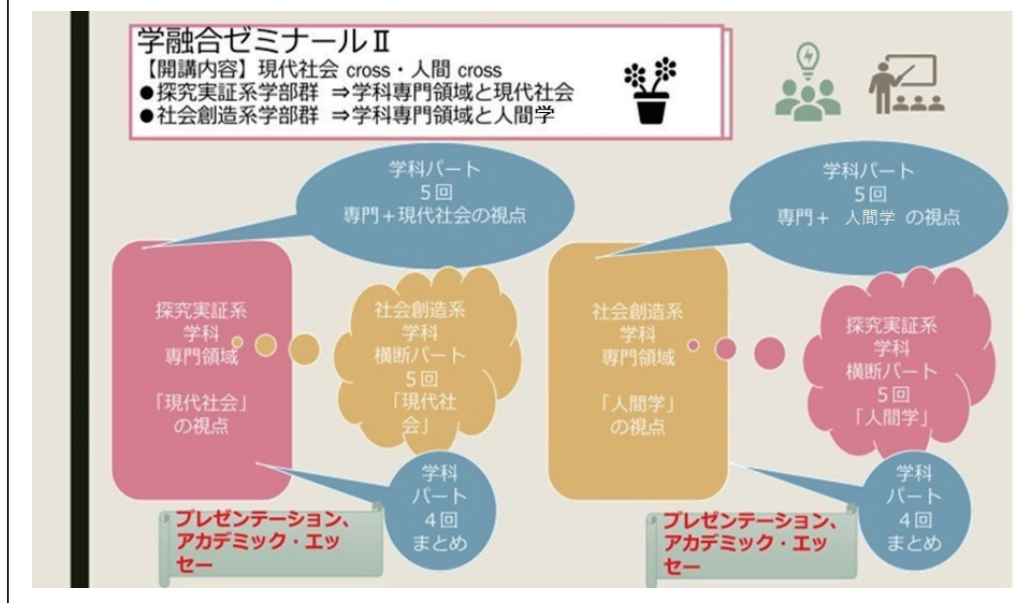 学融合ゼミナールⅡ
【開講内容】現代社会 cross・人間 cross
●探究実証系学部群 ⇒学科専門領域と現代社会
●社会創造系学部群 ⇒学科専門領域と人間学
学科パート
5回
専門+現代社会の視点
探究実証系
学科
専門領域
「現代社会」
の視点
社会創造系
学科
横断パート
5回
「現代社
会」
学科
パート
4回
まとめ
プレゼンテーション、
アカデミック・エッ
セー
学科パート
5回
専門+ 人間学 の視点
社会創造系
学科
専門領域
「人間学」
の視点
探究実証系
学科
横断パート
5回
「人間学」
学科
パート
4回
まとめ
プレゼンテーション、
アカデミック・エッ
セー